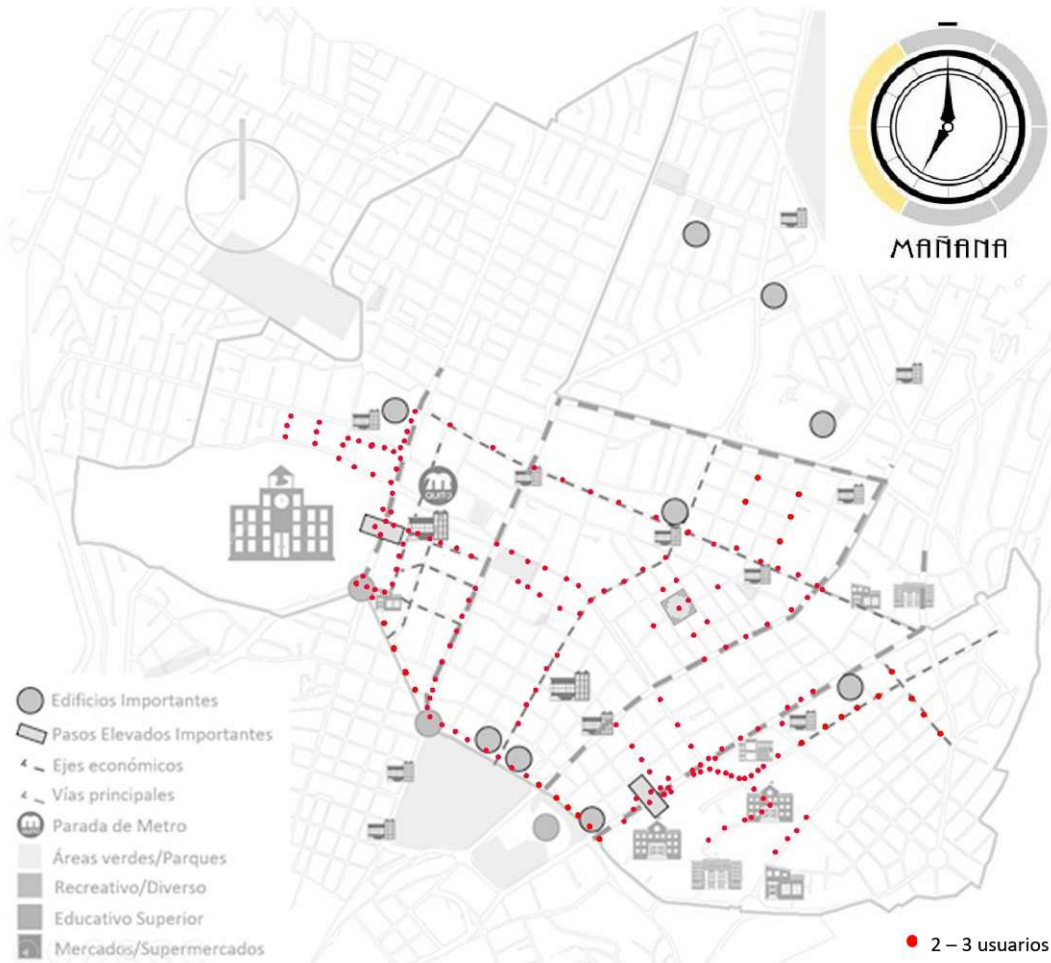 MAÑANA
QUITO
Edificios Importantes
Pasos Elevados Importantes
Ejes económicos
Vías principales
Parada de Metro
Áreas verdes/Parques
Recreativo/Diverso
Educativo Superior
Mercados/Supermercados
2 – 3 usuarios